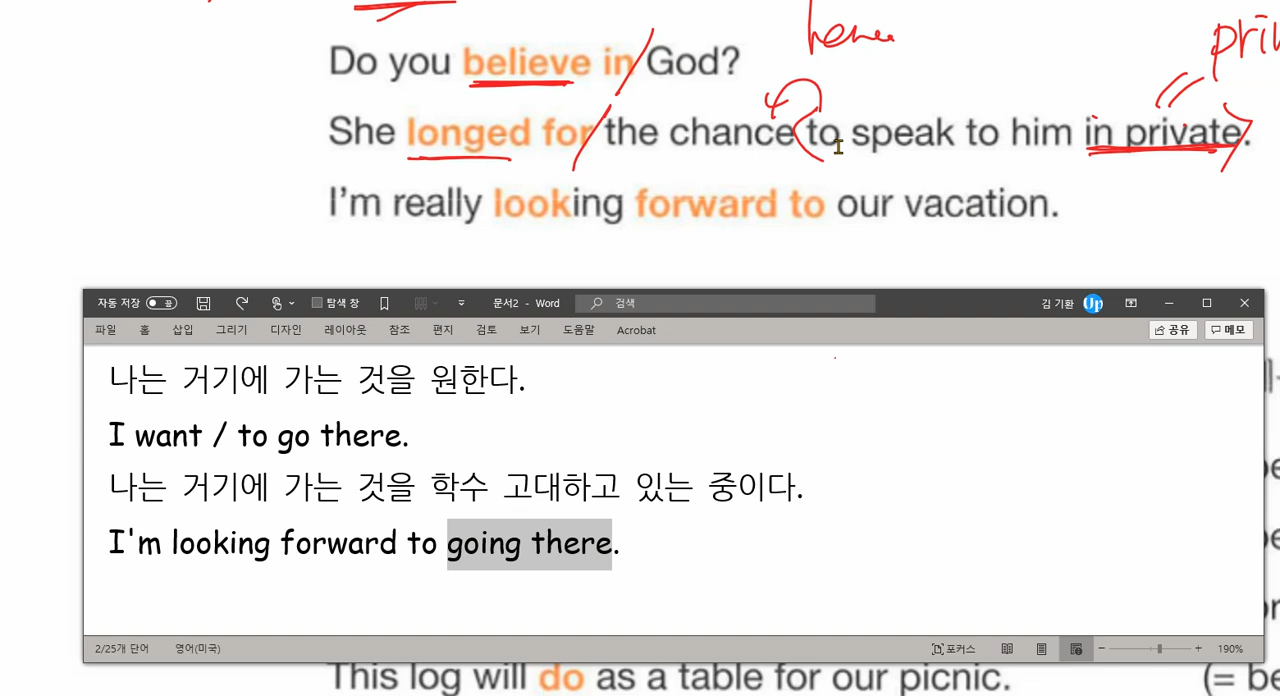 Do you believe in God?
She longed for the chance to speak to him in private.
I'm really looking forward to our vacation.
자동 저장 끔 탐색 창 문서2 - Word 검색 김 기환 Up
파일 홈 삽입 그리기 디자인 레이아웃 참조 편지 검토 보기 도움말 Acrobat 공유 메모
나는 거기에 가는 것을 원한다.
I want / to go there.
나는 거기에 가는 것을 학수 고대하고 있는 중이다.
I'm looking forward to going there.
2/25개 단어 영어(미국) 포커스 190%
This log will do as a table for our picnic. (= be